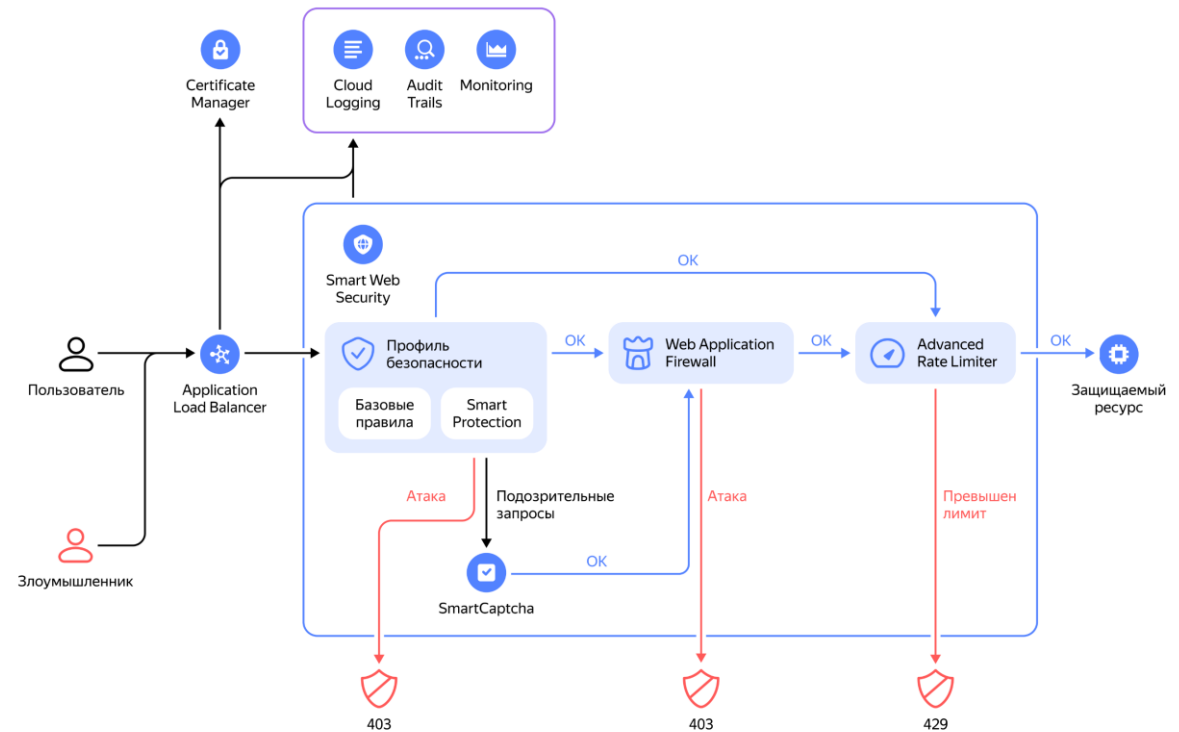 Certificate
Manager
Cloud
Logging
Audit
Trails
Monitoring
Smart Web
Security
OK
Пользователь
Application
Load Balancer
Профиль
безопасности
Базовые
правила
Smart
Protection
OK
Web Application
Firewall
OK
Advanced
Rate Limiter
OK
Защищаемый
ресурс
Злоумышленник
Атака
Подозрительные
запросы
Атака
Превышен
лимит
SmartCaptcha
OK
403
403
429